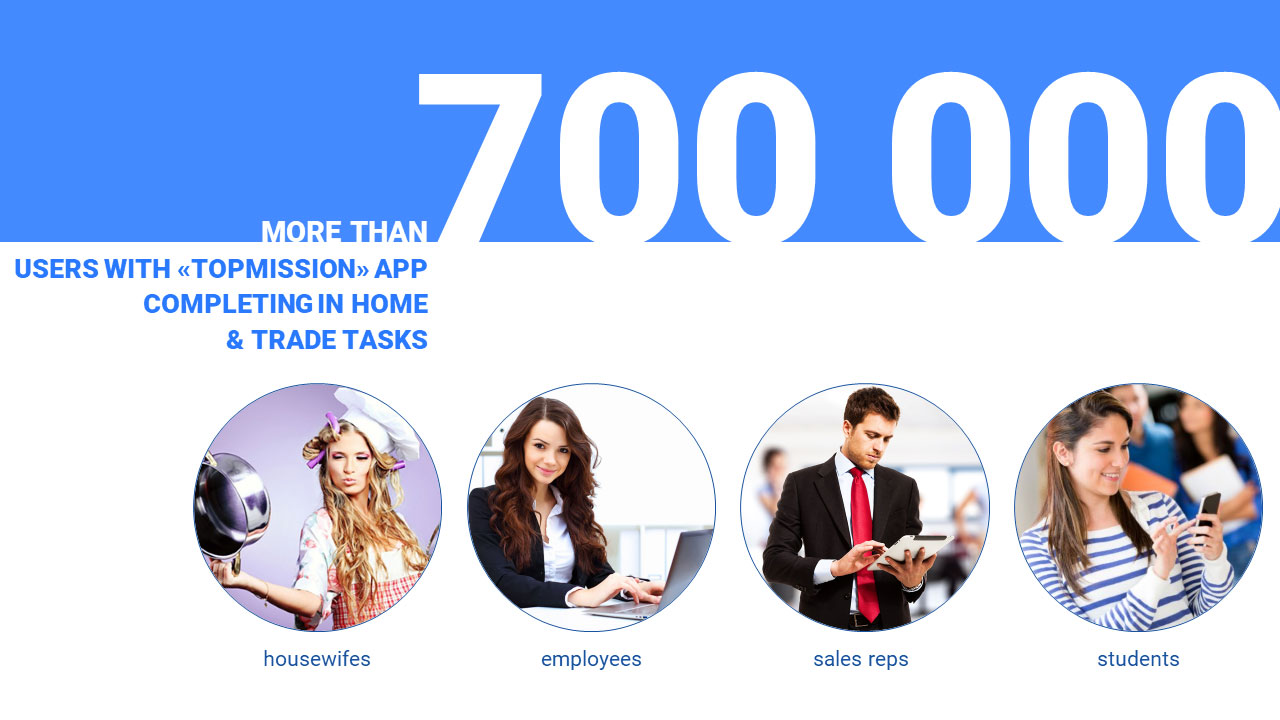 700 000
MORE THAN
USERS WITH «TOPMISSION» APP
COMPLETING IN HOME
& TRADE TASKS
housewifes
employees
sales reps
students